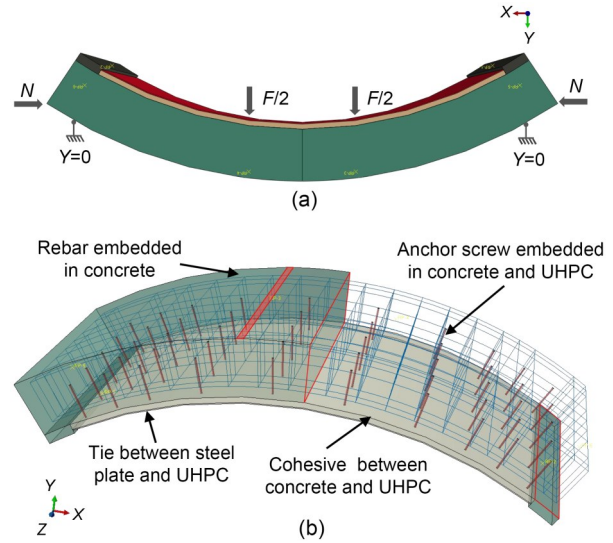 X
Y
N
F/2
F/2
N
Y=0
Y=0
(a)
Rebar embedded
in concrete
Anchor screw embedded
in concrete and UHPC
Tie between steel
plate and UHPC
Cohesive between
concrete and UHPC
Y
Z
X
(b)